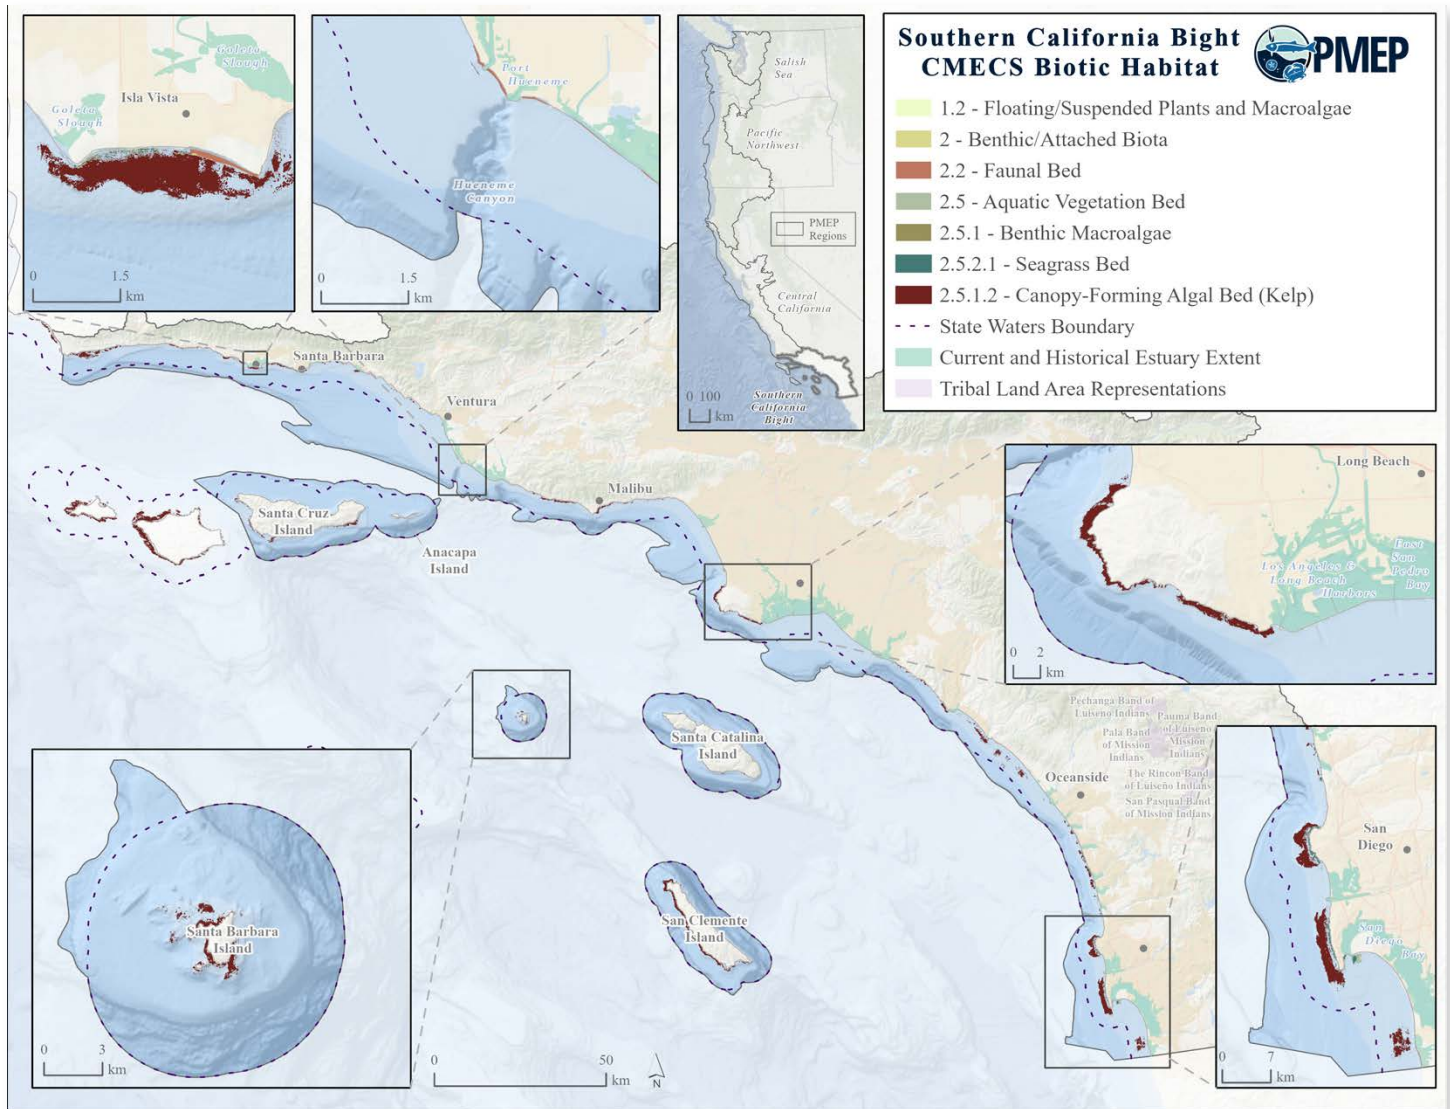 Southern California Bight
CMECS Biotic Habitat
PMEP
1.2 - Floating/Suspended Plants and Macroalgae
2 - Benthic/Attached Biota
2.2 - Faunal Bed
2.5 - Aquatic Vegetation Bed
2.5.1 - Benthic Macroalgae
2.5.2.1 - Seagrass Bed
2.5.1.2 - Canopy-Forming Algal Bed (Kelp)
State Waters Boundary
Current and Historical Estuary Extent
Tribal Land Area Representations
Goleta
Slough
Isla Vista
Goleta
Slough
0 1.5
km
Port
Hueneme
Hueneme
Canyon
0 1.5
km
Salish
Sea
Pacific
Northwest
PMEP
Regions
Central
California
Southern
California
Bight
0 100
km
Santa Barbara
Ventura
Malibu
Santa Cruz
Island
Anacapa
Island
Long Beach
Los Angeles &
Long Beach
Harbors
East
San
Pedro
Bay
0 2
km
Santa Catalina
Island
San Clemente
Island
Pechanga Band of
Luiseno Indians
Pauma Band
of Luiseno
Mission
Indians
Pala Band
of Mission
Indians
The Rincon Band
of Luiseno Indians
San Pasqual Band
of Mission Indians
Oceanside
Santa Barbara
Island
0 3
km
0 50
km
N
San
Diego
San
Diego
Bay
0 7
km